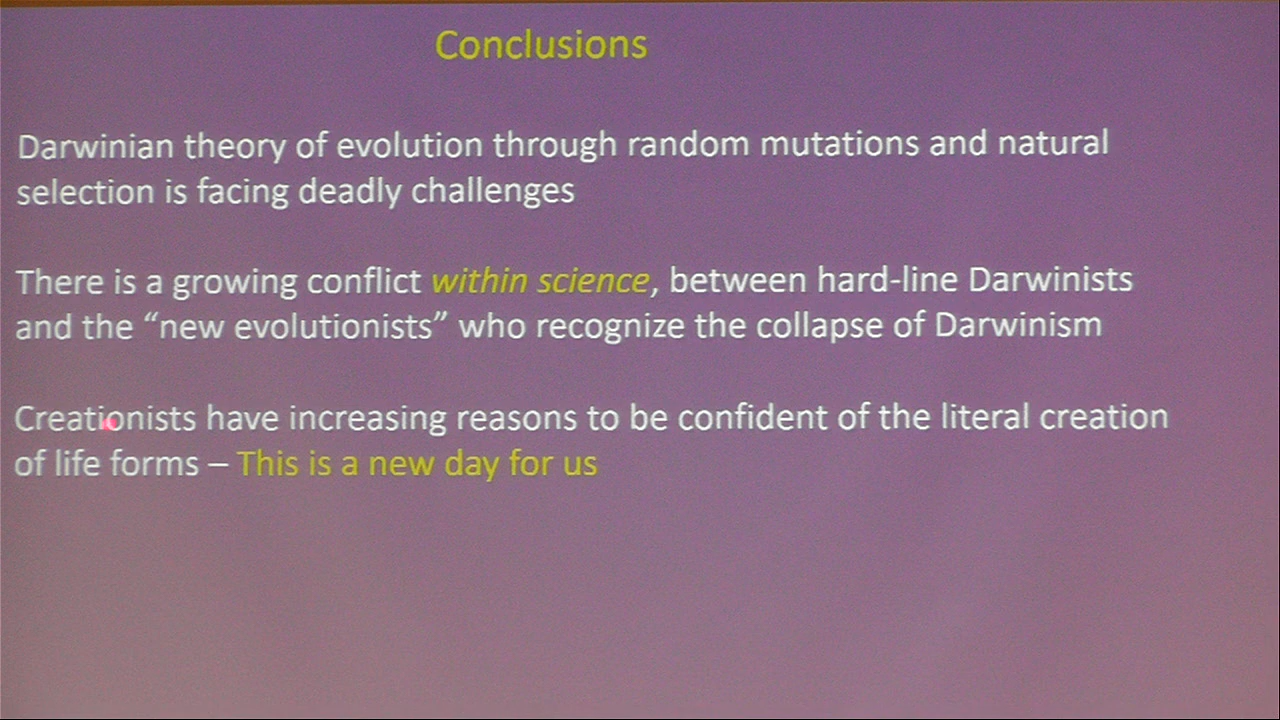 Conclusions
Darwinian theory of evolution through random mutations and natural
selection is facing deadly challenges
There is a growing conflict within science, between hard-line Darwinists
and the “new evolutionists” who recognize the collapse of Darwinism
Creationists have increasing reasons to be confident of the literal creation
of life forms – This is a new day for us